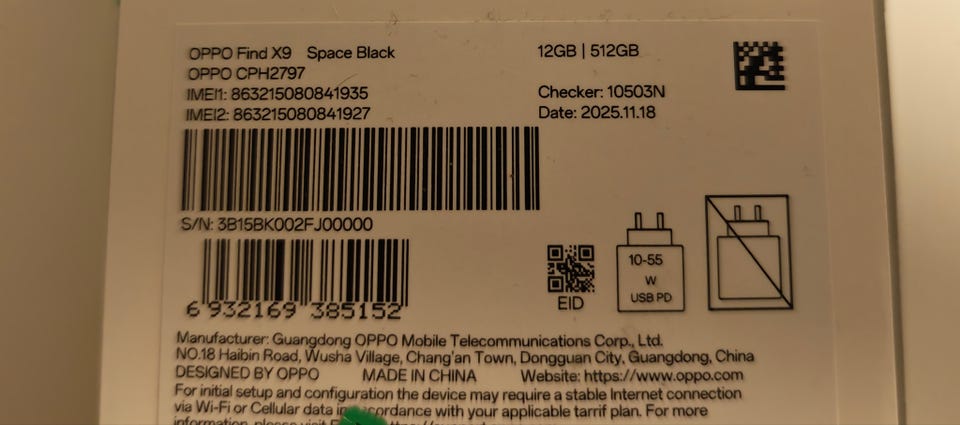 OPPO Find X9 Space Black
12GB | 512GB
OPPO CPH2797
IMEI1: 863215080841935
Checker: 10503N
IMEI2: 863215080841927
Date: 2025.11.18
S/N: 3B15BK002FJ00000
6 932169 385152
EID
10-55
W
USB PD
Manufacturer: Guangdong OPPO Mobile Telecommunications Corp., Ltd.
NO.18 Haibin Road, Wusha Village, Chang'an Town, Dongguan City, Guangdong, China
DESIGNED BY OPPO MADE IN CHINA Website: https://www.oppo.com
For initial setup and configuration the device may require a stable Internet connection
via Wi-Fi or Cellular data in accordance with your applicable tarrif plan. For more
information, please visit